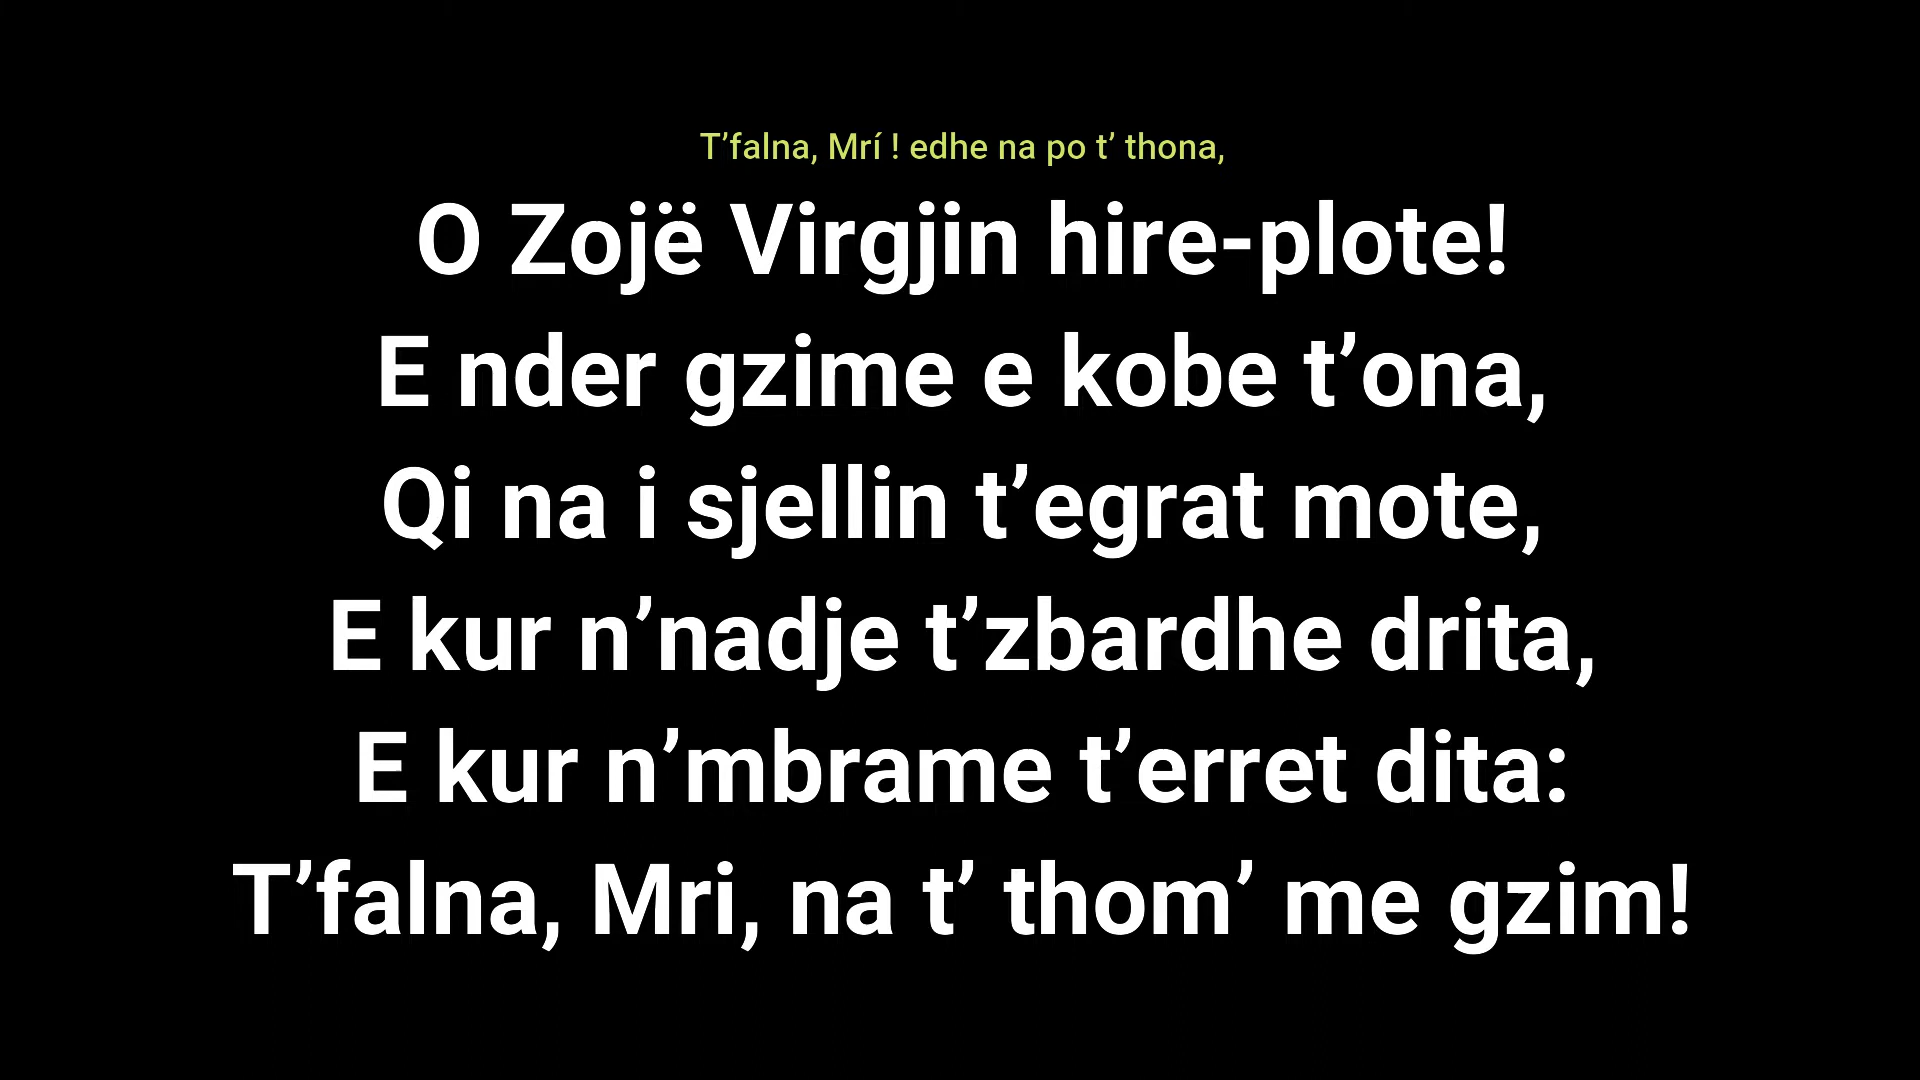 T’falna, Mrí ! edhe na po t’ thona,
O Zojë Virgjin hire-plote!
E nder gzime e kobe t’ona,
Qi na i sjellin t’egrat mote,
E kur n’nadje t’zbardhe drita,
E kur n’mbrame t’erret dita:
T’falna, Mri, na t’ thom’ me gzim!